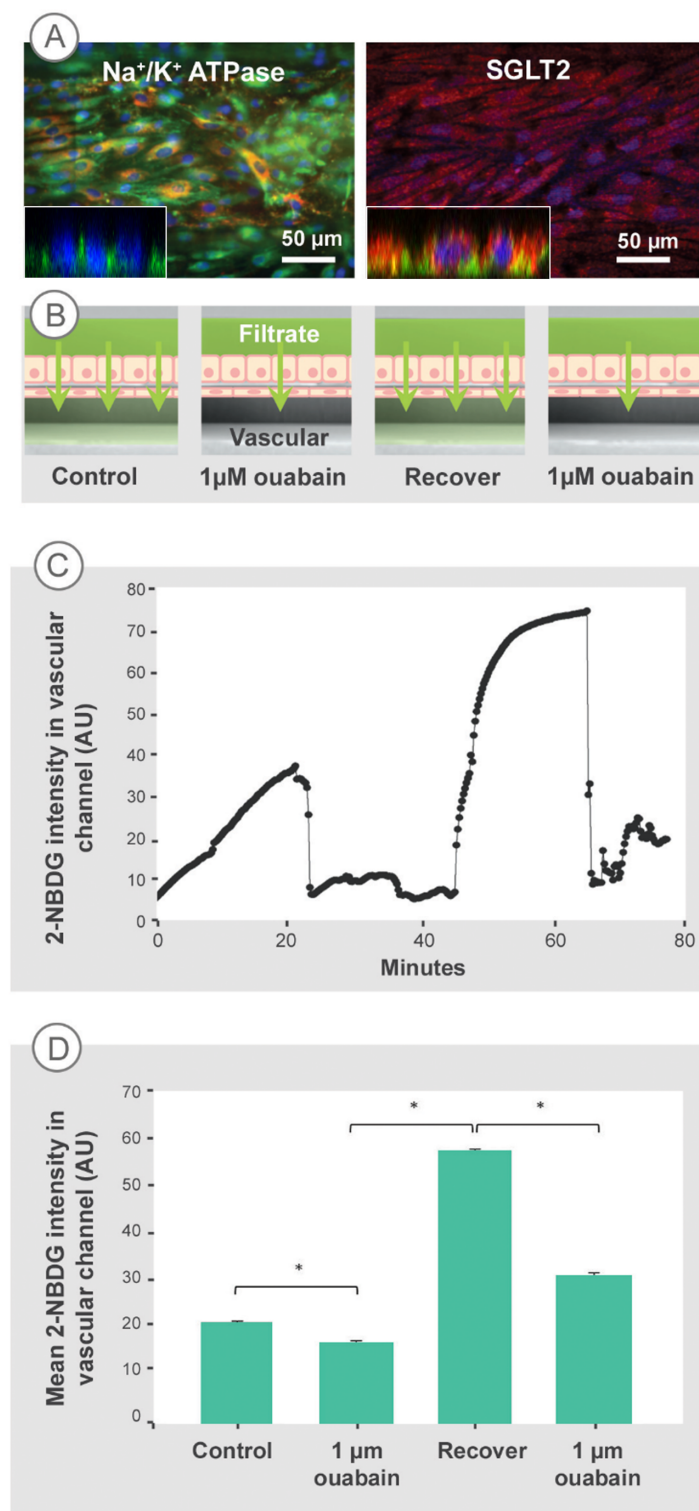 A
Na⁺/K⁺ ATPase
50 µm
SGLT2
50 µm
B
Filtrate
Vascular
Control
1µM ouabain
Recover
1µM ouabain
C
2-NBDG intensity in vascular
channel (AU)
80
70
60
50
40
30
20
10
0
0
20
40
60
80
Minutes
D
Mean 2-NBDG intensity in
vascular channel (AU)
70
60
50
40
30
20
10
0
*
*
*
Control
1 µm
ouabain
Recover
1 µm
ouabain